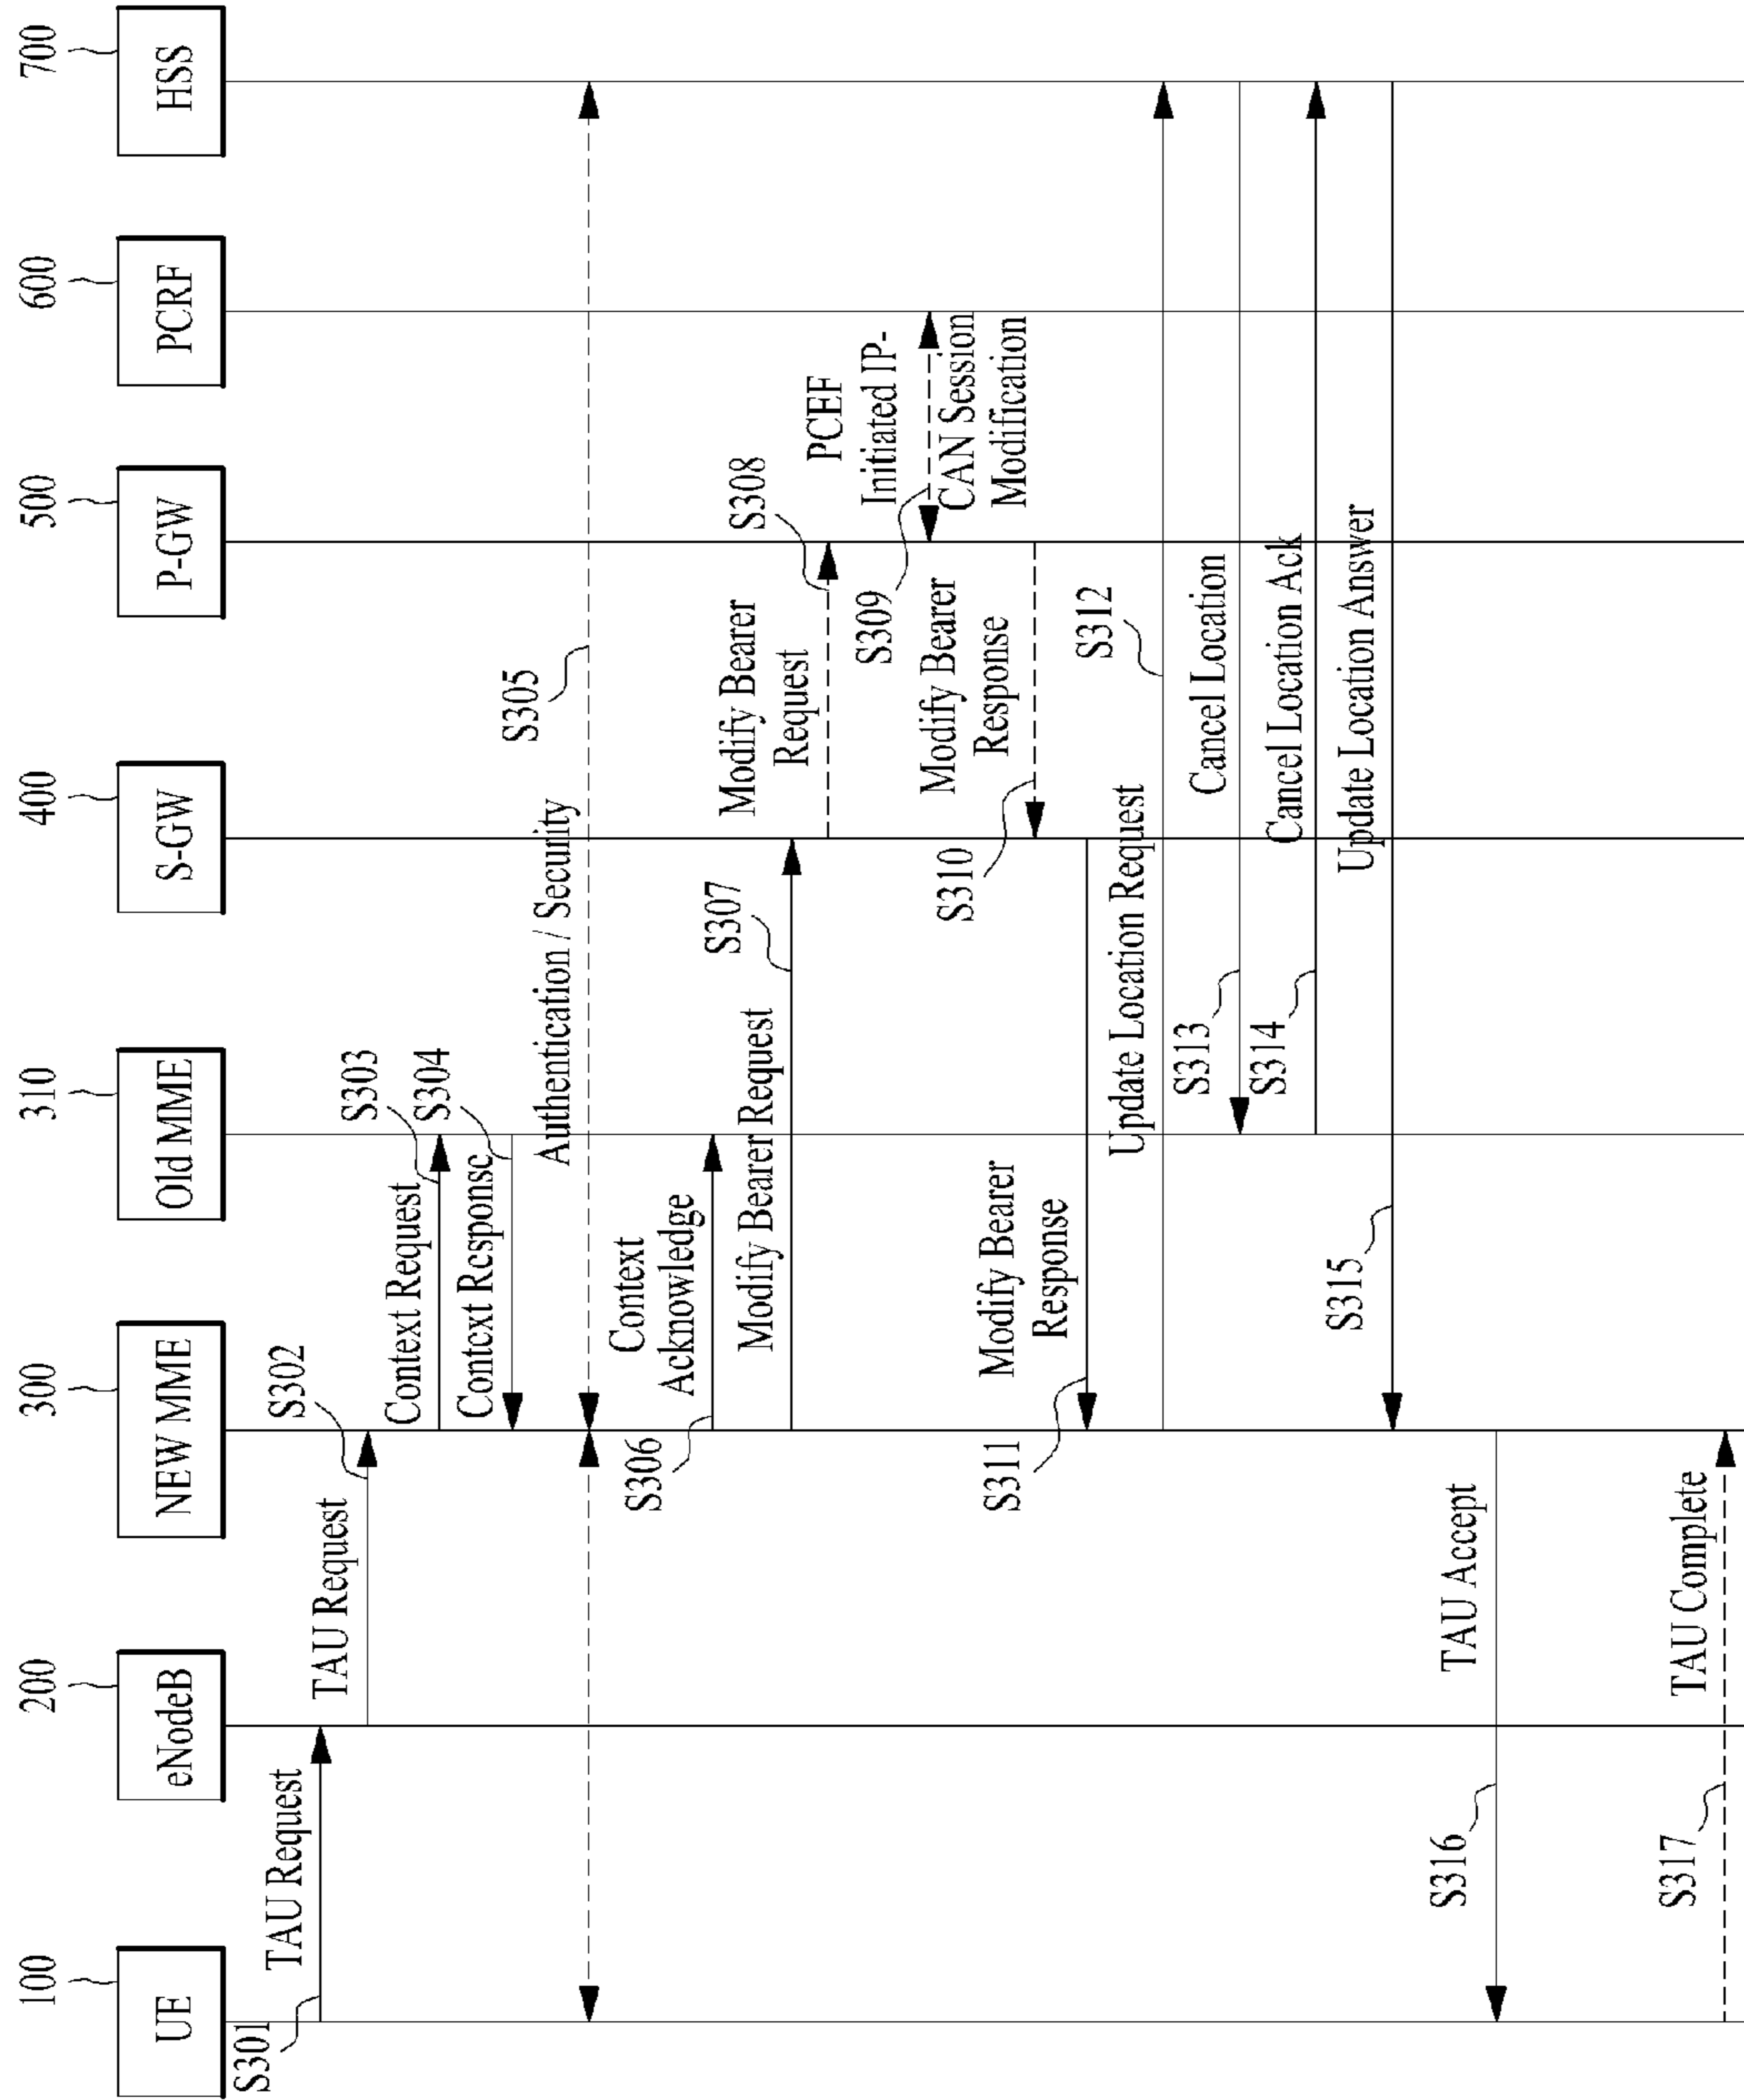 100
200
300
310
400
500
600
700
UE
eNodeB
NEW MME
Old MME
S-GW
P-GW
PCRF
HSS
S301
TAU Request
TAU Request
S302
Context Request
S303
Context Response
S304
Authentication / Security
S305
S306
Context
Acknowledge
Modify Bearer Request
S307
Modify Bearer
Request
S308
PCEF
Initiated IP-
CAN Session
Modification
S309
Modify Bearer
Response
S310
S311
Modify Bearer
Response
Update Location Request
S312
S313
Cancel Location
S314
Cancel Location Ack
S315
Update Location Answer
S316
TAU Accept
S317
TAU Complete